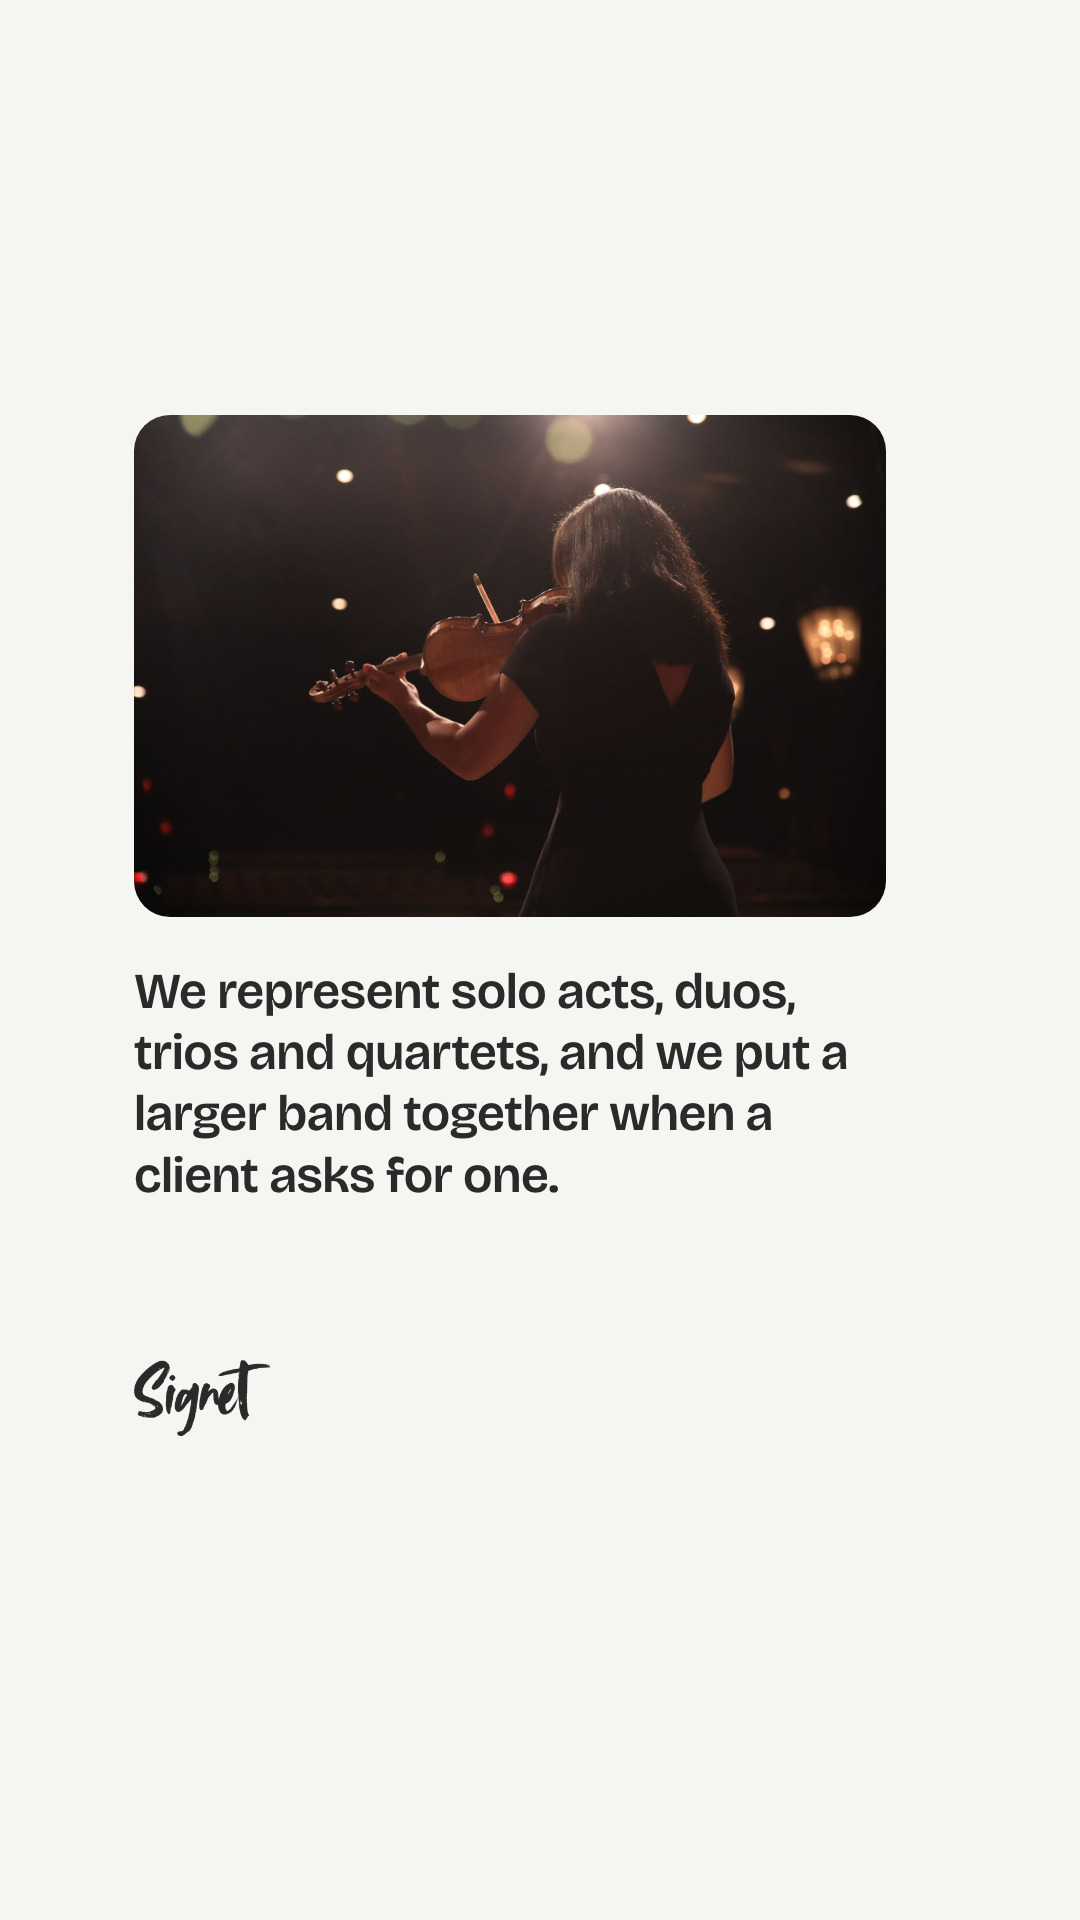 We represent solo acts, duos,
trios and quartets, and we put a
larger band together when a
client asks for one.
Signet